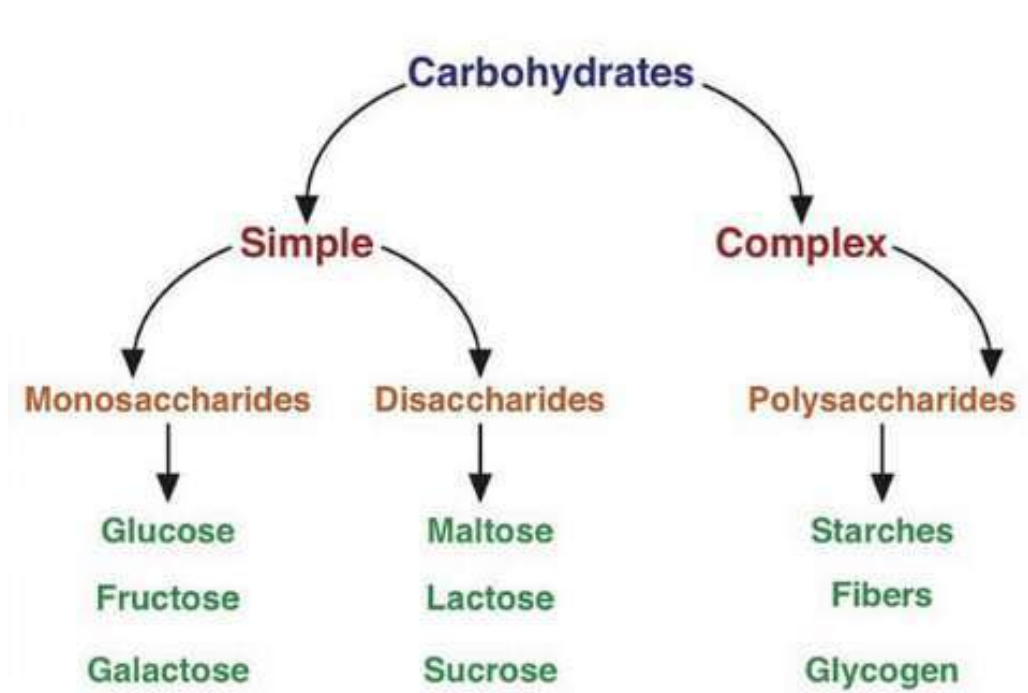 Carbohydrates
Simple Complex
Monosaccharides Disaccharides Polysaccharides
Glucose Maltose Starches
Fructose Lactose Fibers
Galactose Sucrose Glycogen